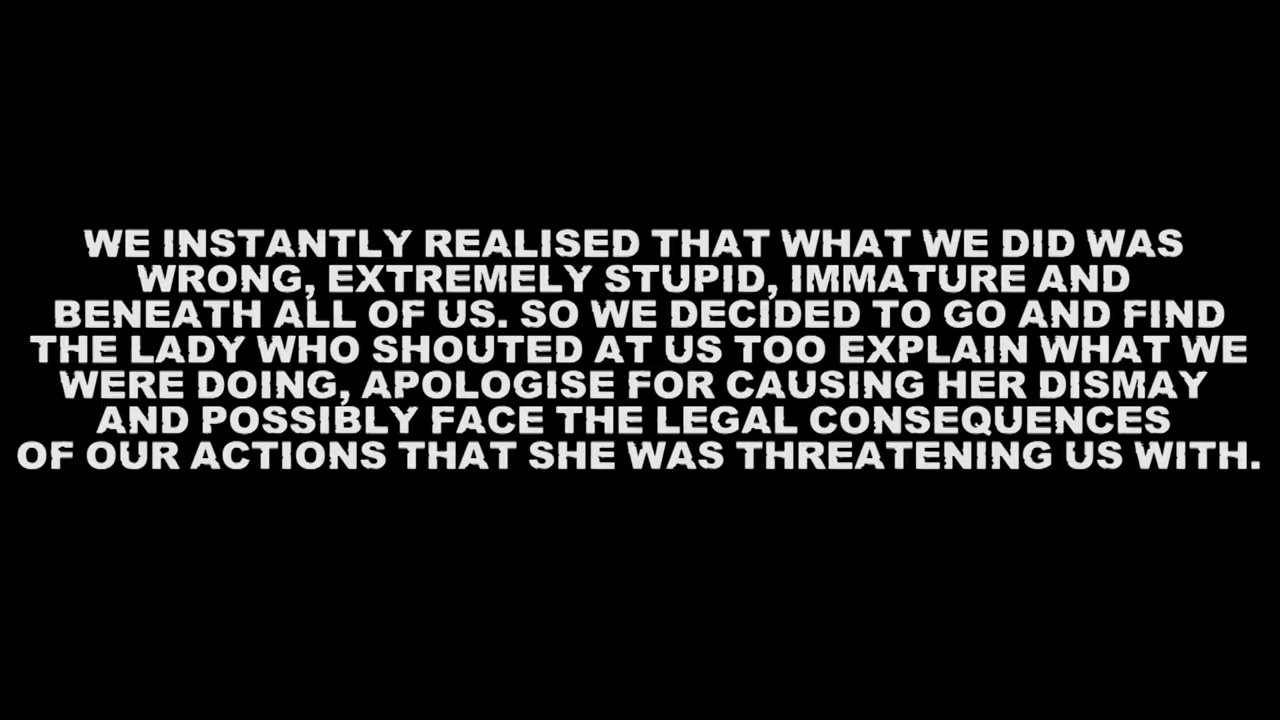 WE INSTANTLY REALISED THAT WHAT WE DID WAS
WRONG, EXTREMELY STUPID, IMMATURE AND
BENEATH ALL OF US. SO WE DECIDED TO GO AND FIND
THE LADY WHO SHOUTED AT US TOO EXPLAIN WHAT WE
WERE DOING, APOLOGISE FOR CAUSING HER DISMAY
AND POSSIBLY FACE THE LEGAL CONSEQUENCES
OF OUR ACTIONS THAT SHE WAS THREATENING US WITH.